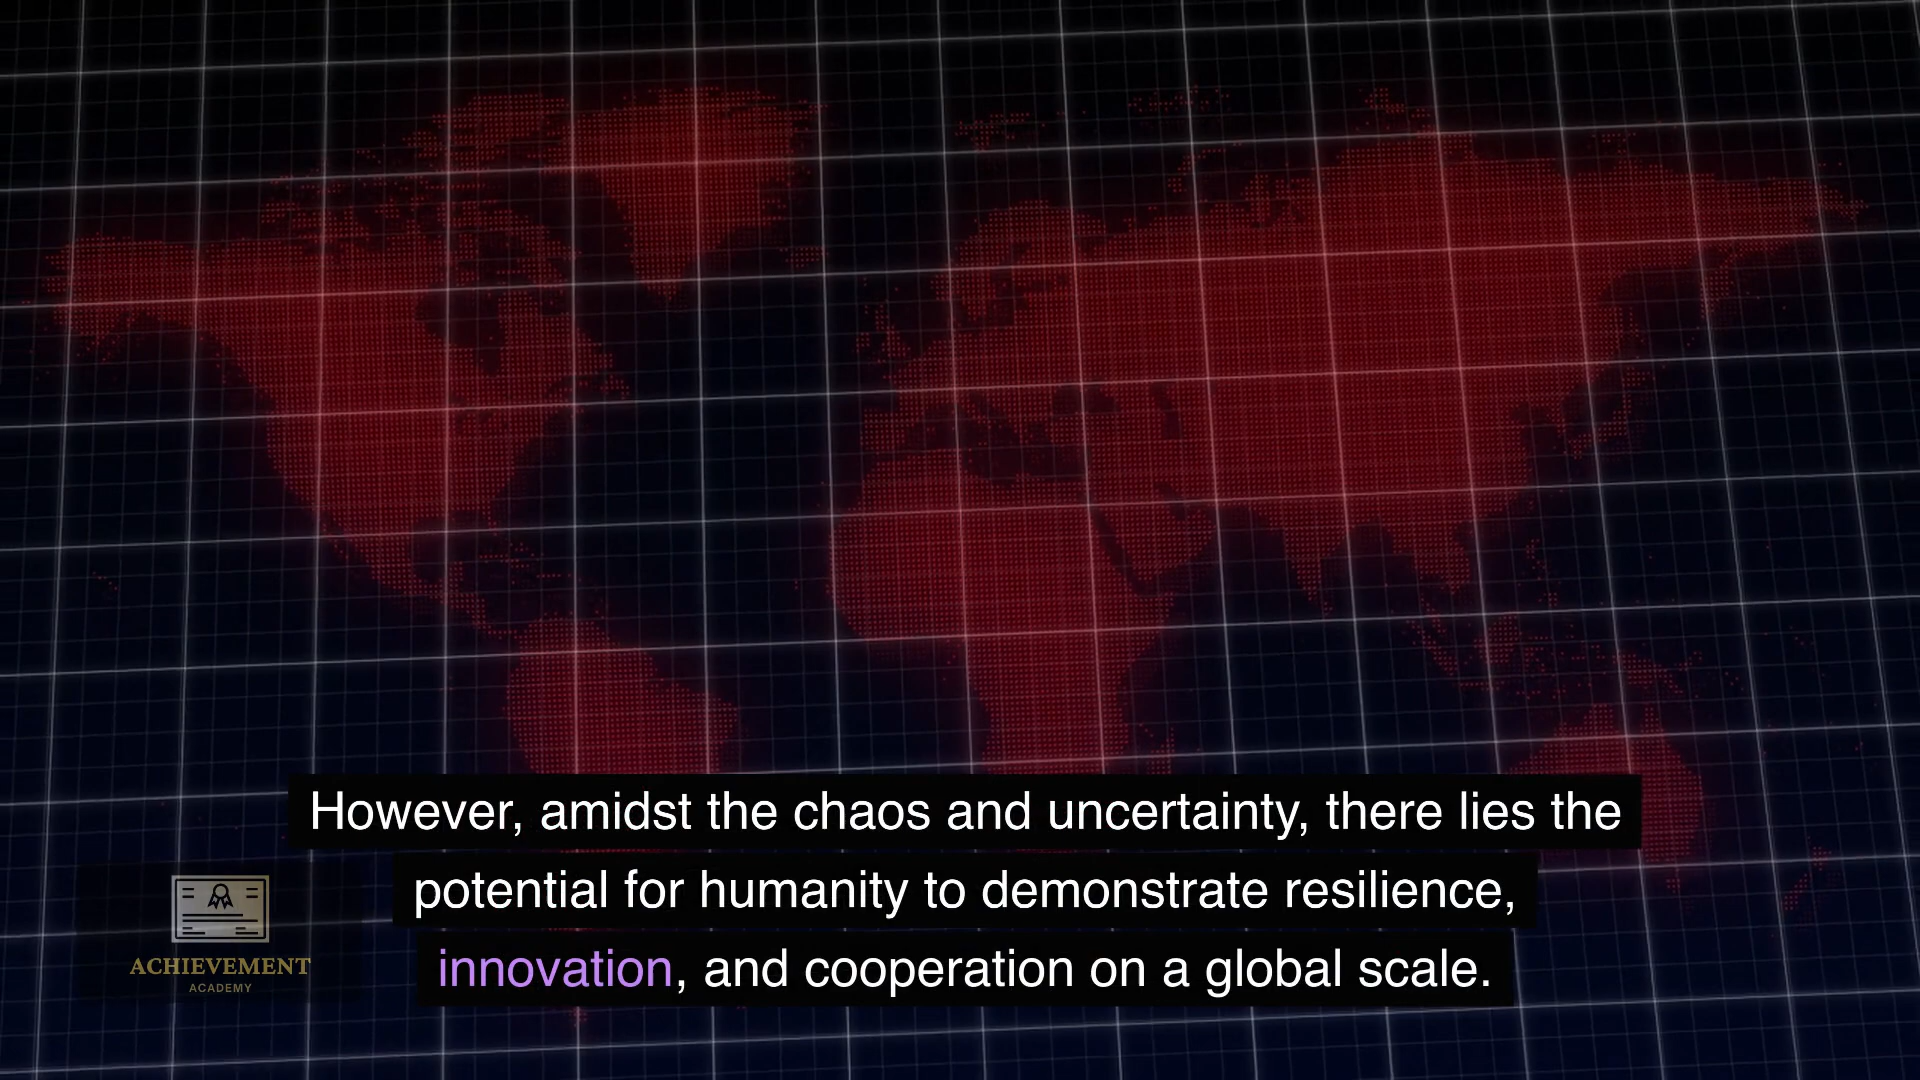 However, amidst the chaos and uncertainty, there lies the
potential for humanity to demonstrate resilience,
innovation, and cooperation on a global scale.
ACHIEVEMENT
ACADEMY